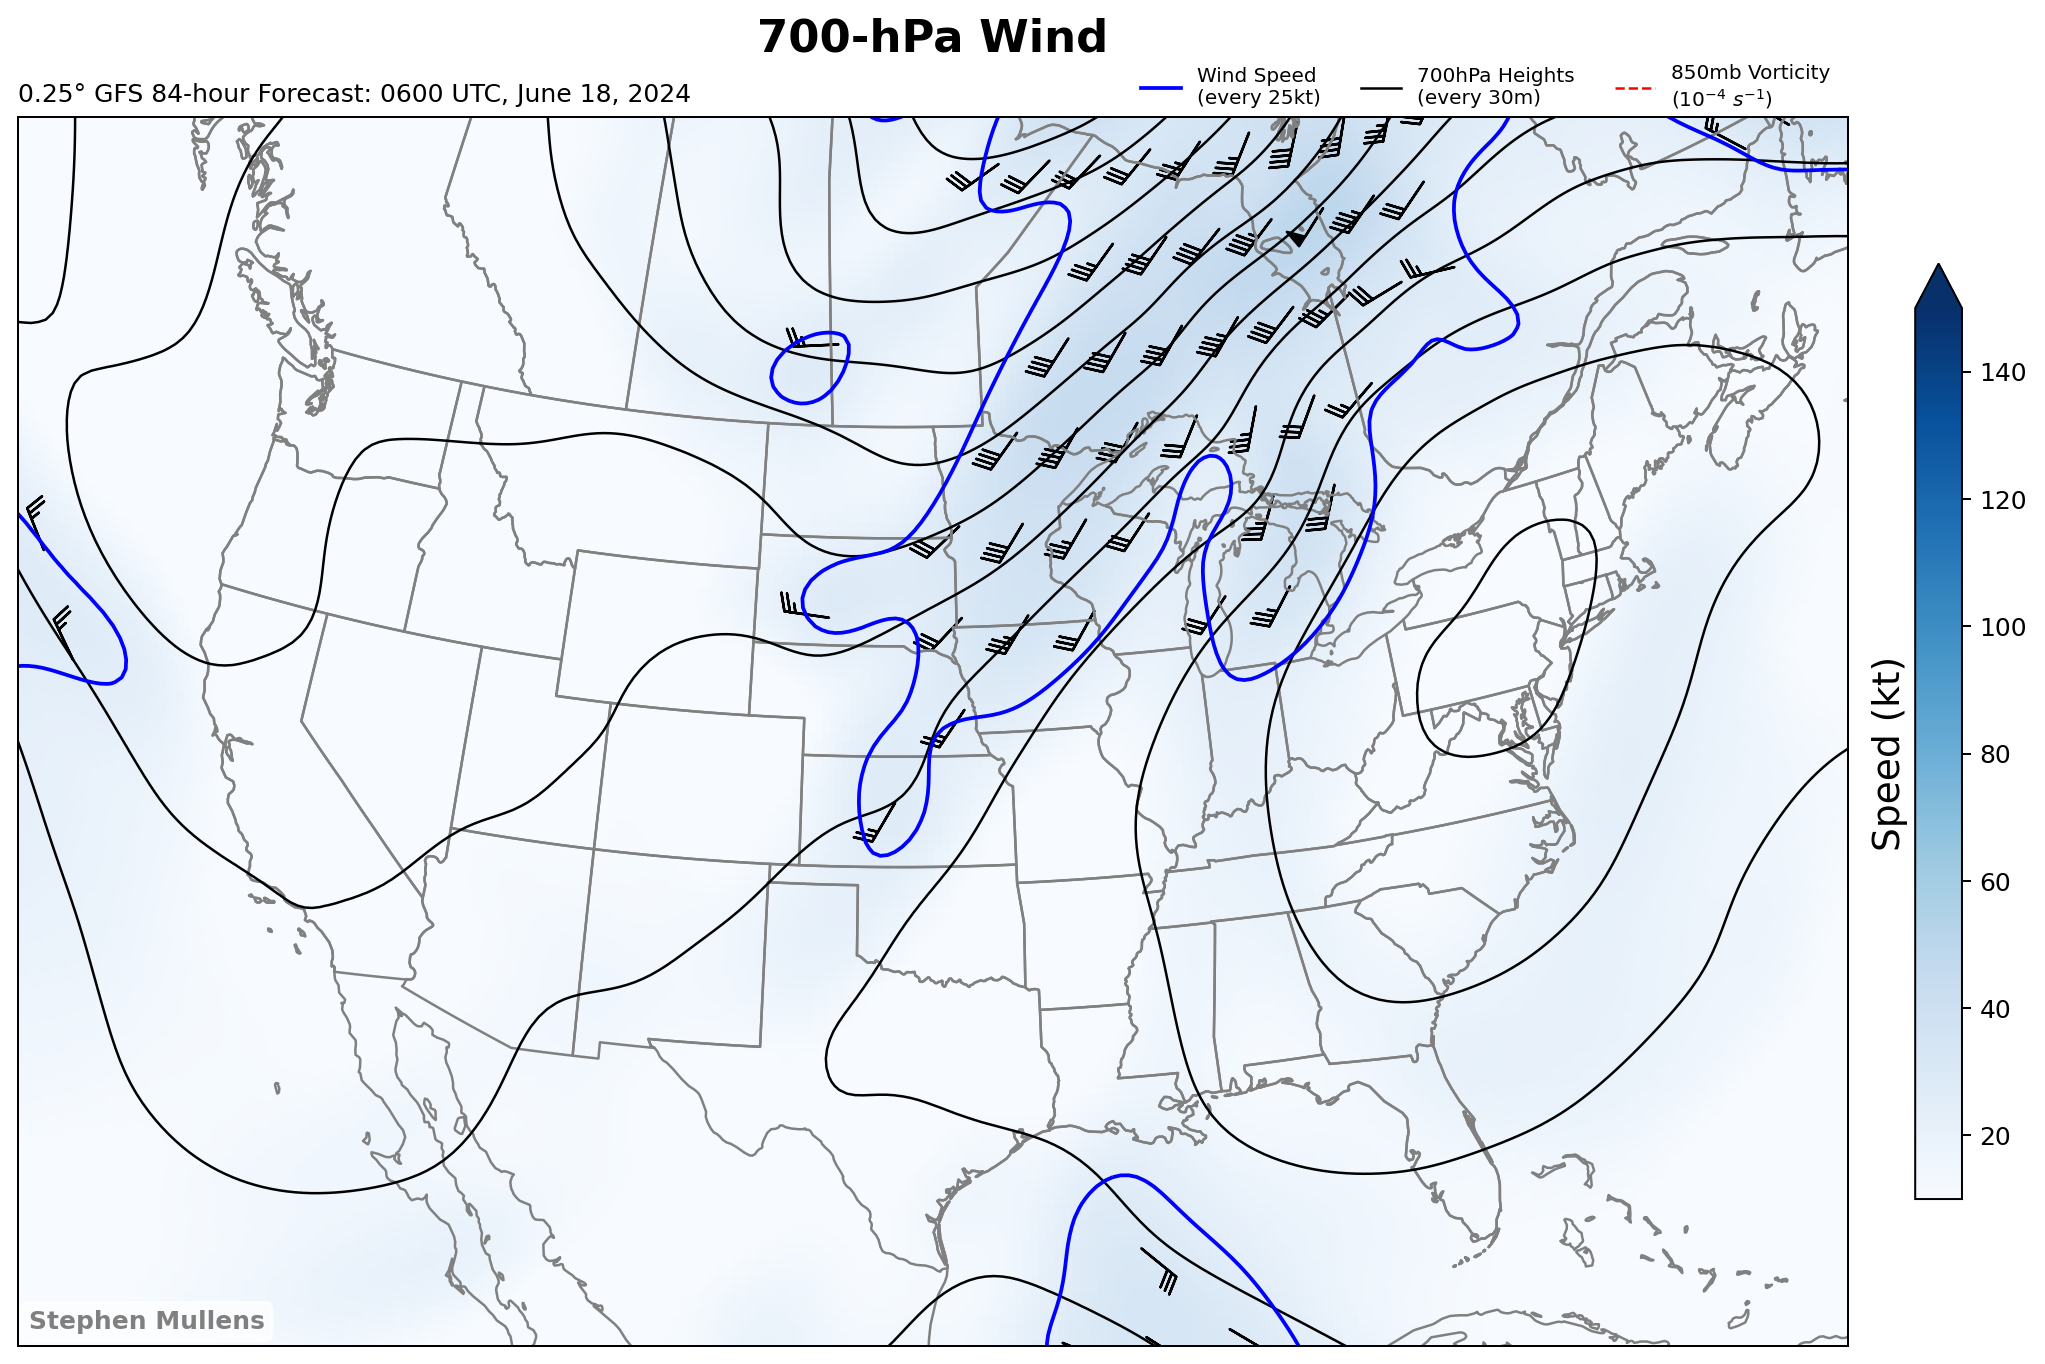 700-hPa Wind
0.25° GFS 84-hour Forecast: 0600 UTC, June 18, 2024
Wind Speed
(every 25kt)
700hPa Heights
(every 30m)
850mb Vorticity
(10⁻⁴ s⁻¹)
140
120
100
80
60
40
20
Speed (kt)
Stephen Mullens